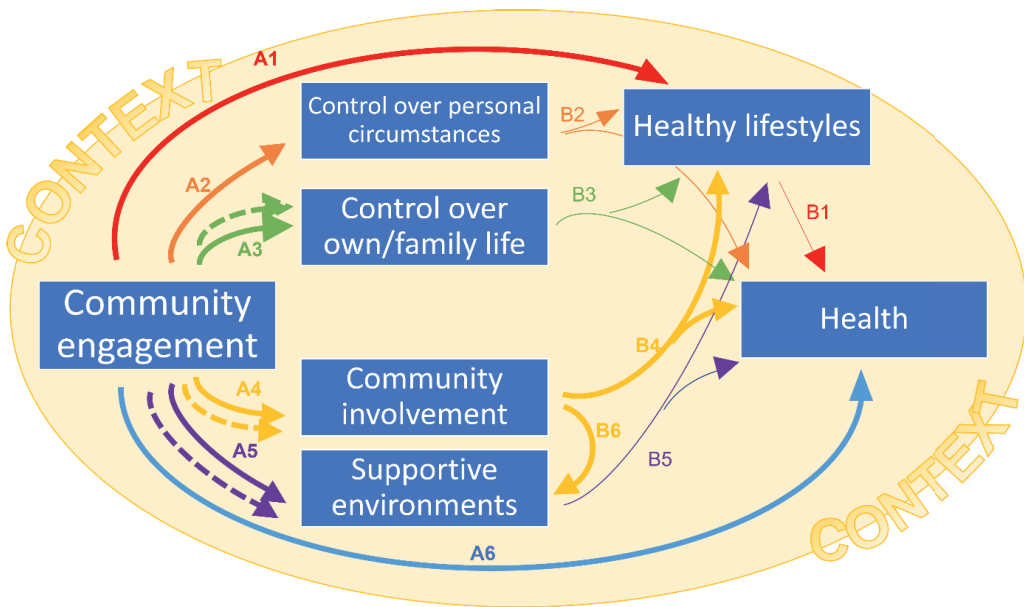 CONTEXT
A1
Control over personal
circumstances
B2
Healthy lifestyles
A2
Control over
own/family life
B3
B1
A3
Community
engagement
Health
B4
A4
Community
involvement
B6
A5
Supportive
environments
B5
A6
CONTEXT